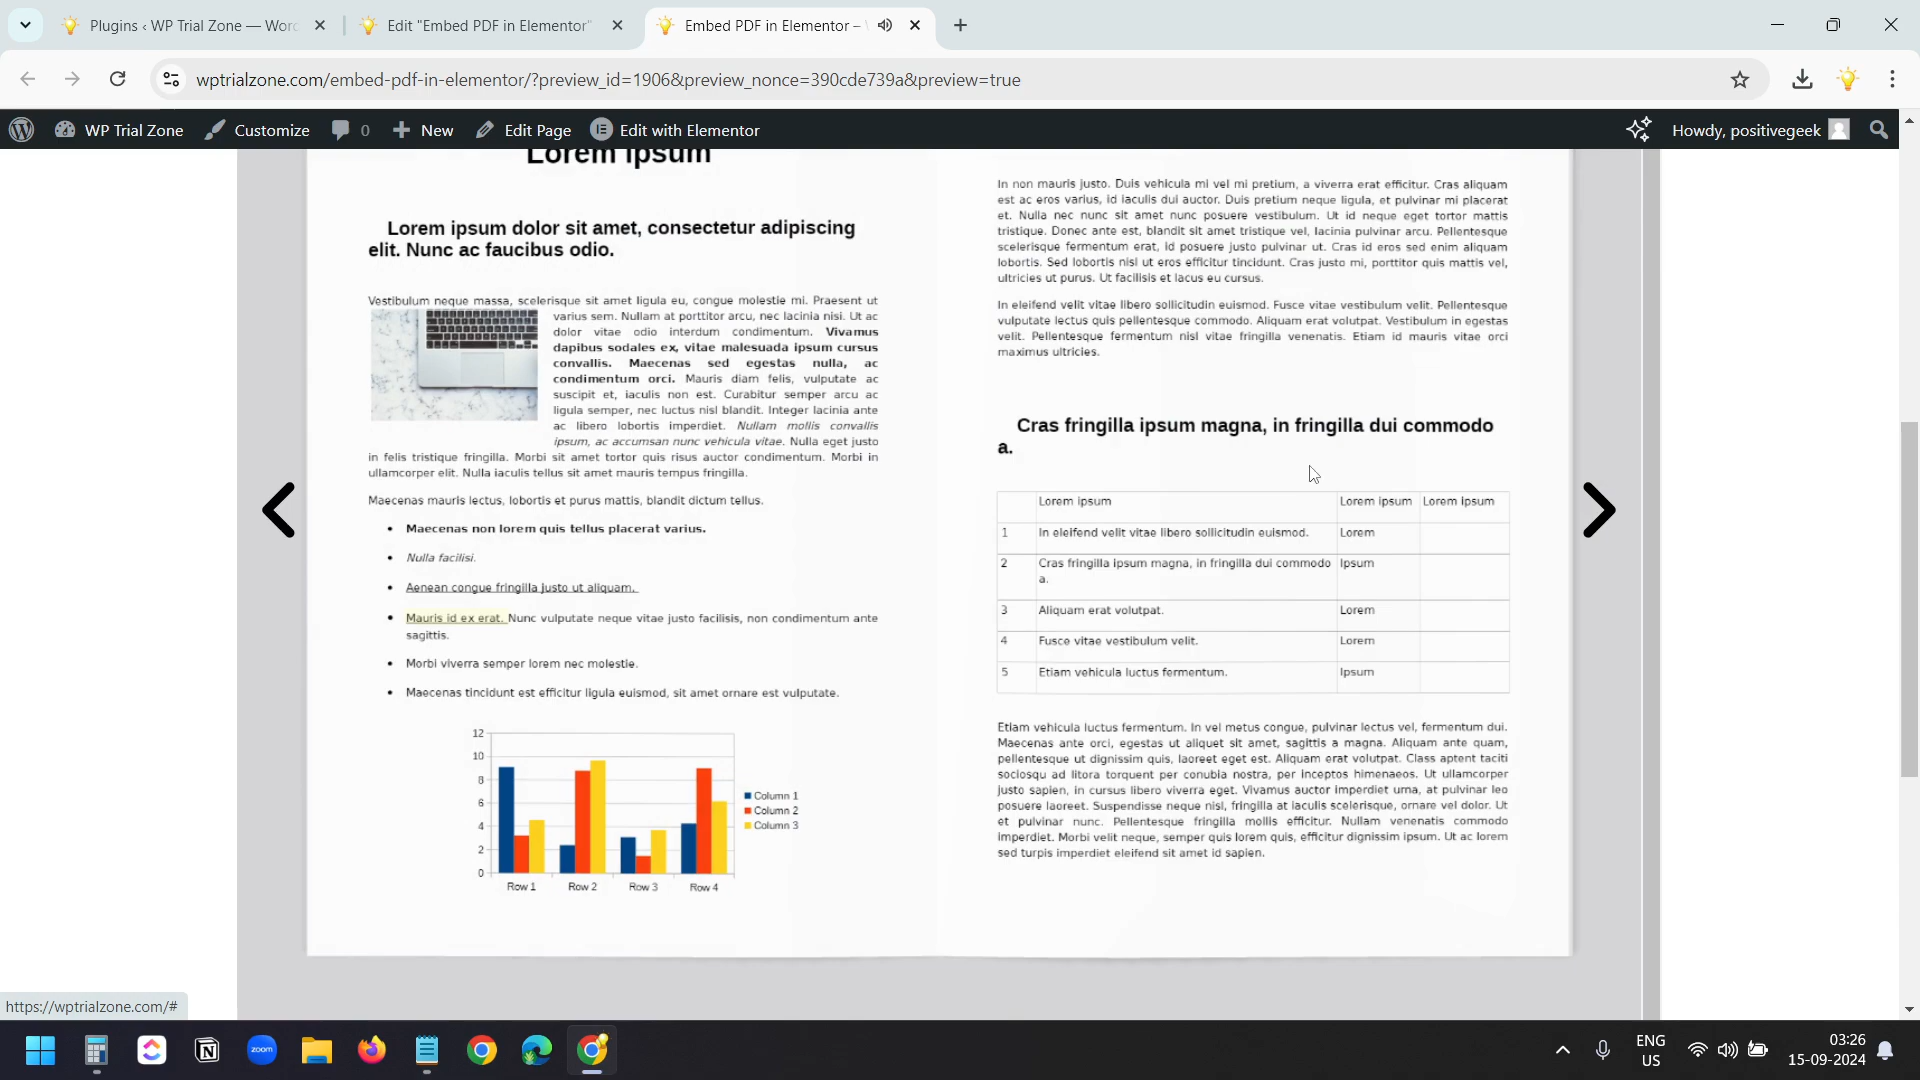 Plugins ‹ WP Trial Zone — Wor
Edit "Embed PDF in Elementor"
Embed PDF in Elementor –
wptrialzone.com/embed-pdf-in-elementor/?preview_id=1906&preview_nonce=390cde739a&preview=true
WP Trial Zone
Customize
0
New
Edit Page
Edit with Elementor
Howdy, positivegeek
Lorem ipsum
Lorem ipsum dolor sit amet, consectetur adipiscing
elit. Nunc ac faucibus odio.
Vestibulum neque massa, scelerisque sit amet ligula eu, congue molestie mi. Praesent ut
varius sem. Nullam at porttitor arcu, nec lacinia nisi. Ut ac
dolor vitae odio interdum condimentum. Vivamus
dapibus sodales ex, vitae malesuada ipsum cursus
convallis. Maecenas sed egestas nulla, ac
condimentum orci. Mauris diam felis, vulputate ac
suscipit et, iaculis non est. Curabitur semper arcu ac
ligula semper, nec luctus nisl blandit. Integer lacinia ante
ac libero lobortis imperdiet. Nullam mollis convallis
ipsum, ac accumsan nunc vehicula vitae. Nulla eget justo
in felis tristique fringilla. Morbi sit amet tortor quis risus auctor condimentum. Morbi in
ullamcorper elit. Nulla iaculis tellus sit amet mauris tempus fringilla.
Maecenas mauris lectus, lobortis et purus mattis, blandit dictum tellus.
• Maecenas non lorem quis tellus placerat varius.
• Nulla facilisi.
• Aenean congue fringilla justo ut aliquam.
• Mauris id ex erat. Nunc vulputate neque vitae justo facilisis, non condimentum ante
sagittis.
• Morbi viverra semper lorem nec molestie.
• Maecenas tincidunt est efficitur ligula euismod, sit amet ornare est vulputate.
12
10
8
6
4
2
0
Row 1 Row 2 Row 3 Row 4
Column 1
Column 2
Column 3
In non mauris justo. Duis vehicula mi vel mi pretium, a viverra erat efficitur. Cras aliquam
est ac eros varius, id iaculis dui auctor. Duis pretium neque ligula, et pulvinar mi placerat
et. Nulla nec nunc sit amet nunc posuere vestibulum. Ut id neque eget tortor mattis
tristique. Donec ante est, blandit sit amet tristique vel, lacinia pulvinar arcu. Pellentesque
scelerisque fermentum erat, id posuere justo pulvinar ut. Cras id eros sed enim aliquam
lobortis. Sed lobortis nisl ut eros efficitur tincidunt. Cras justo mi, porttitor quis mattis vel,
ultricies ut purus. Ut facilisis et lacus eu cursus.
In eleifend velit vitae libero sollicitudin euismod. Fusce vitae vestibulum velit. Pellentesque
vulputate lectus quis pellentesque commodo. Aliquam erat volutpat. Vestibulum in egestas
velit. Pellentesque fermentum nisl vitae fringilla venenatis. Etiam id mauris vitae orci
maximus ultricies.
Cras fringilla ipsum magna, in fringilla dui commodo
a.
Lorem ipsum Lorem ipsum Lorem ipsum
1 In eleifend velit vitae libero sollicitudin euismod. Lorem
2 Cras fringilla ipsum magna, in fringilla dui commodo Ipsum
a.
3 Aliquam erat volutpat. Lorem
4 Fusce vitae vestibulum velit. Lorem
5 Etiam vehicula luctus fermentum. Ipsum
Etiam vehicula luctus fermentum. In vel metus congue, pulvinar lectus vel, fermentum dui.
Maecenas ante orci, egestas ut aliquet sit amet, sagittis a magna. Aliquam ante quam,
pellentesque ut dignissim quis, laoreet eget est. Aliquam erat volutpat. Class aptent taciti
sociosqu ad litora torquent per conubia nostra, per inceptos himenaeos. Ut ullamcorper
justo sapien, in cursus libero viverra eget. Vivamus auctor imperdiet urna, at pulvinar leo
posuere laoreet. Suspendisse neque nisl, fringilla at iaculis scelerisque, ornare vel dolor. Ut
et pulvinar nunc. Pellentesque fringilla mollis efficitur. Nullam venenatis commodo
imperdiet. Morbi velit neque, semper quis lorem quis, efficitur dignissim ipsum. Ut ac lorem
sed turpis imperdiet eleifend sit amet id sapien.
https://wptrialzone.com/#
zoom
ENG
US
03:26
15-09-2024